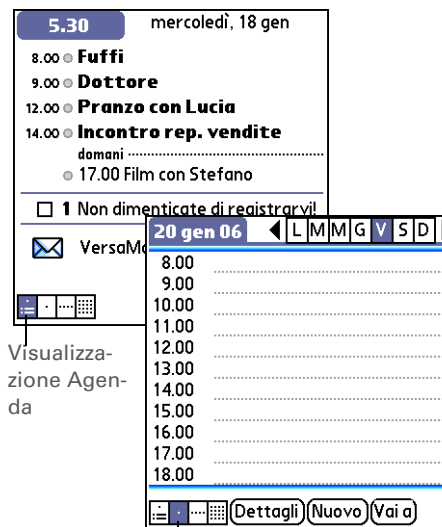 5.30 mercoledì, 18 gen
8.00 Fuffi
9.00 Dottore
12.00 Pranzo con Lucia
14.00 Incontro rep. vendite
domani
17.00 Film con Stefano
1 Non dimenticate di registrarvi!
Visualizza-
zione Agen-
da
20 gen 06 L M M G V S D
8.00
9.00
10.00
11.00
12.00
13.00
14.00
15.00
16.00
17.00
18.00
Dettagli Nuovo Vai a